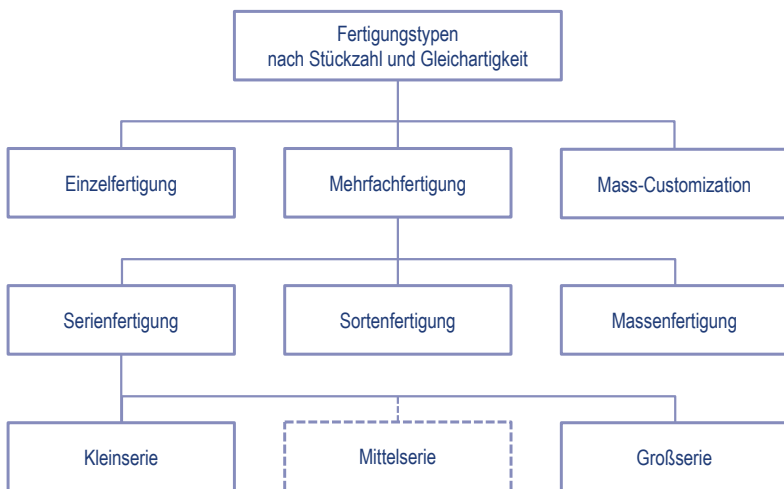 Fertigungstypen
nach Stückzahl und Gleichartigkeit
Einzelfertigung
Mehrfachfertigung
Mass-Customization
Serienfertigung
Sortenfertigung
Massenfertigung
Kleinserie
Mittelserie
Großserie